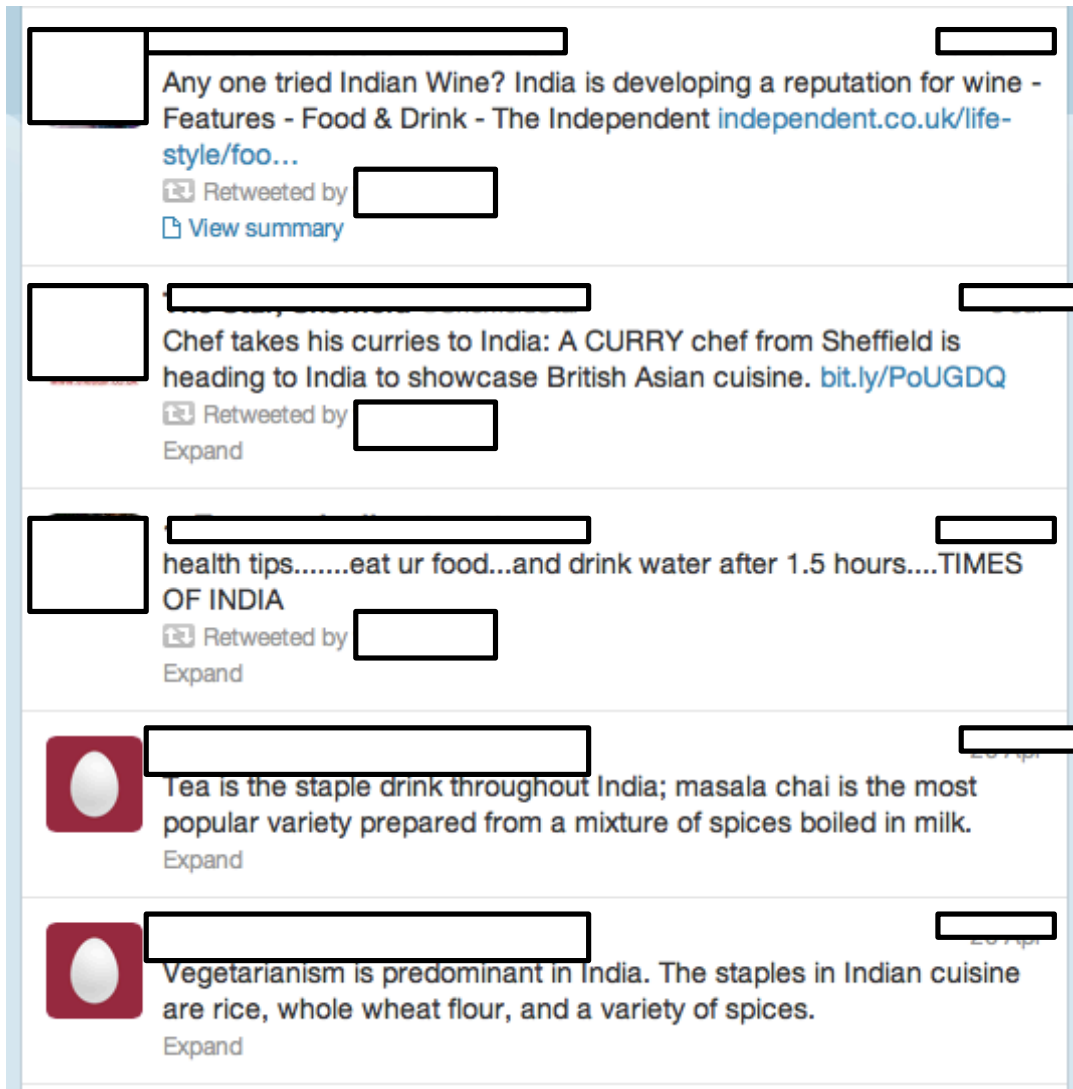 Any one tried Indian Wine? India is developing a reputation for wine -
Features - Food & Drink - The Independent independent.co.uk/life-
style/foo...
Retweeted by
View summary
Chef takes his curries to India: A CURRY chef from Sheffield is
heading to India to showcase British Asian cuisine. bit.ly/PoUGDQ
Retweeted by
Expand
health tips.......eat ur food...and drink water after 1.5 hours....TIMES
OF INDIA
Retweeted by
Expand
Tea is the staple drink throughout India; masala chai is the most
popular variety prepared from a mixture of spices boiled in milk.
Expand
Vegetarianism is predominant in India. The staples in Indian cuisine
are rice, whole wheat flour, and a variety of spices.
Expand